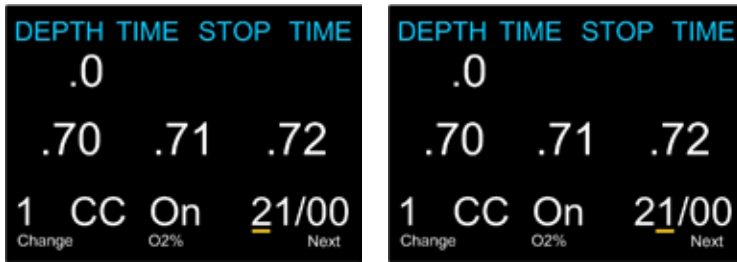 DEPTH TIME STOP TIME
.0
.70 .71 .72
1 CC On 21/00
Change O2% Next
DEPTH TIME STOP TIME
.0
.70 .71 .72
1 CC On 21/00
Change O2% Next